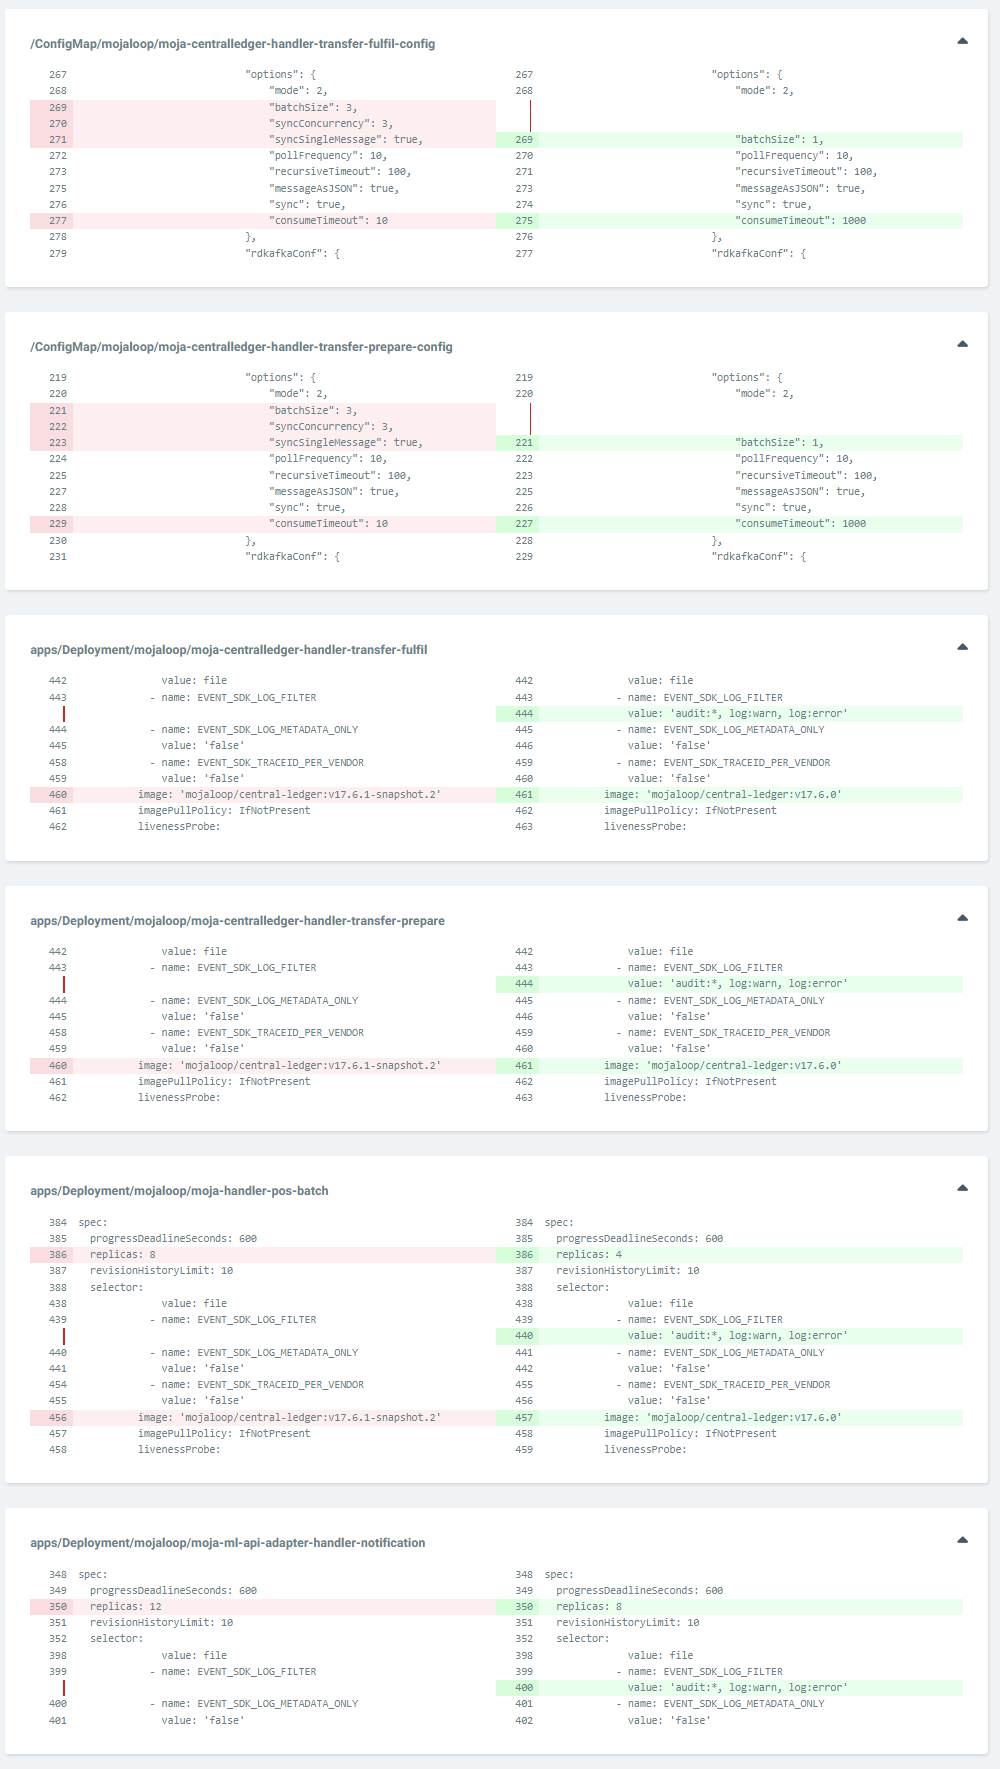 /ConfigMap/mojaloop/moja-centralledger-handler-transfer-fulfil-config
267 "options": { 267 "options": {
268 "mode": 2, 268 "mode": 2,
269 "batchSize": 3,
270 "syncConcurrency": 3,
271 "syncSingleMessage": true, 269 "batchSize": 1,
272 "pollFrequency": 10, 270 "pollFrequency": 10,
273 "recursiveTimeout": 100, 271 "recursiveTimeout": 100,
275 "messageAsJSON": true, 273 "messageAsJSON": true,
276 "sync": true, 274 "sync": true,
277 "consumeTimeout": 10 275 "consumeTimeout": 1000
278 }, 276 },
279 "rdkafkaConf": { 277 "rdkafkaConf": {
/ConfigMap/mojaloop/moja-centralledger-handler-transfer-prepare-config
219 "options": { 219 "options": {
220 "mode": 2, 220 "mode": 2,
221 "batchSize": 3,
222 "syncConcurrency": 3,
223 "syncSingleMessage": true, 221 "batchSize": 1,
224 "pollFrequency": 10, 222 "pollFrequency": 10,
225 "recursiveTimeout": 100, 223 "recursiveTimeout": 100,
227 "messageAsJSON": true, 225 "messageAsJSON": true,
228 "sync": true, 226 "sync": true,
229 "consumeTimeout": 10 227 "consumeTimeout": 1000
230 }, 228 },
231 "rdkafkaConf": { 229 "rdkafkaConf": {
apps/Deployment/mojaloop/moja-centralledger-handler-transfer-fulfil
442 value: file 442 value: file
443 - name: EVENT_SDK_LOG_FILTER 443 - name: EVENT_SDK_LOG_FILTER
444 value: 'audit:*, log:warn, log:error'
444 - name: EVENT_SDK_LOG_METADATA_ONLY 445 - name: EVENT_SDK_LOG_METADATA_ONLY
445 value: 'false' 446 value: 'false'
458 - name: EVENT_SDK_TRACEID_PER_VENDOR 459 - name: EVENT_SDK_TRACEID_PER_VENDOR
459 value: 'false' 460 value: 'false'
460 image: 'mojaloop/central-ledger:v17.6.1-snapshot.2' 461 image: 'mojaloop/central-ledger:v17.6.0'
461 imagePullPolicy: IfNotPresent 462 imagePullPolicy: IfNotPresent
462 livenessProbe: 463 livenessProbe:
apps/Deployment/mojaloop/moja-centralledger-handler-transfer-prepare
442 value: file 442 value: file
443 - name: EVENT_SDK_LOG_FILTER 443 - name: EVENT_SDK_LOG_FILTER
444 value: 'audit:*, log:warn, log:error'
444 - name: EVENT_SDK_LOG_METADATA_ONLY 445 - name: EVENT_SDK_LOG_METADATA_ONLY
445 value: 'false' 446 value: 'false'
458 - name: EVENT_SDK_TRACEID_PER_VENDOR 459 - name: EVENT_SDK_TRACEID_PER_VENDOR
459 value: 'false' 460 value: 'false'
460 image: 'mojaloop/central-ledger:v17.6.1-snapshot.2' 461 image: 'mojaloop/central-ledger:v17.6.0'
461 imagePullPolicy: IfNotPresent 462 imagePullPolicy: IfNotPresent
462 livenessProbe: 463 livenessProbe:
apps/Deployment/mojaloop/moja-handler-pos-batch
384 spec: 384 spec:
385 progressDeadlineSeconds: 600 385 progressDeadlineSeconds: 600
386 replicas: 8 386 replicas: 4
387 revisionHistoryLimit: 10 387 revisionHistoryLimit: 10
388 selector: 388 selector:
438 value: file 438 value: file
439 - name: EVENT_SDK_LOG_FILTER 439 - name: EVENT_SDK_LOG_FILTER
440 value: 'audit:*, log:warn, log:error'
440 - name: EVENT_SDK_LOG_METADATA_ONLY 441 - name: EVENT_SDK_LOG_METADATA_ONLY
441 value: 'false' 442 value: 'false'
454 - name: EVENT_SDK_TRACEID_PER_VENDOR 455 - name: EVENT_SDK_TRACEID_PER_VENDOR
455 value: 'false' 456 value: 'false'
456 image: 'mojaloop/central-ledger:v17.6.1-snapshot.2' 457 image: 'mojaloop/central-ledger:v17.6.0'
457 imagePullPolicy: IfNotPresent 458 imagePullPolicy: IfNotPresent
458 livenessProbe: 459 livenessProbe:
apps/Deployment/mojaloop/moja-ml-api-adapter-handler-notification
348 spec: 348 spec:
349 progressDeadlineSeconds: 600 349 progressDeadlineSeconds: 600
350 replicas: 12 350 replicas: 8
351 revisionHistoryLimit: 10 351 revisionHistoryLimit: 10
352 selector: 352 selector:
398 value: file 398 value: file
399 - name: EVENT_SDK_LOG_FILTER 399 - name: EVENT_SDK_LOG_FILTER
400 value: 'audit:*, log:warn, log:error'
400 - name: EVENT_SDK_LOG_METADATA_ONLY 401 - name: EVENT_SDK_LOG_METADATA_ONLY
401 value: 'false' 402 value: 'false'